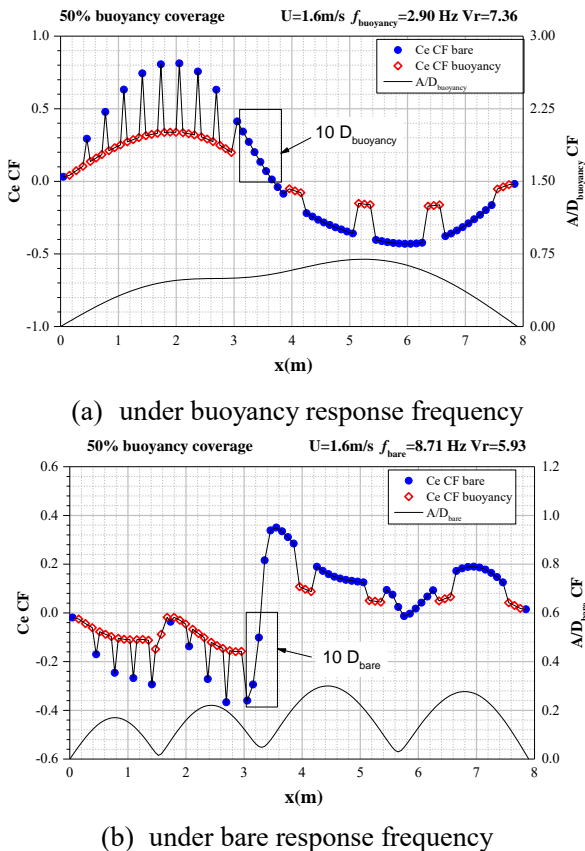 50% buoyancy coverage U=1.6m/s f_buoyancy=2.90 Hz Vr=7.36
1.0
0.5
0.0
-0.5
-1.0
Ce CF
3.00
2.25
1.50
0.75
0.00
A/D_buoyancy CF
Ce CF bare
Ce CF buoyancy
A/D_buoyancy
10 D_buoyancy
0 1 2 3 4 5 6 7 8
x(m)
(a) under buoyancy response frequency
50% buoyancy coverage U=1.6m/s f_bare=8.71 Hz Vr=5.93
0.6
0.4
0.2
0.0
-0.2
-0.4
-0.6
Ce CF
1.2
1.0
0.8
0.6
0.4
0.2
0.0
A/D_bare CF
Ce CF bare
Ce CF buoyancy
A/D_bare
10 D_bare
0 1 2 3 4 5 6 7 8
x(m)
(b) under bare response frequency